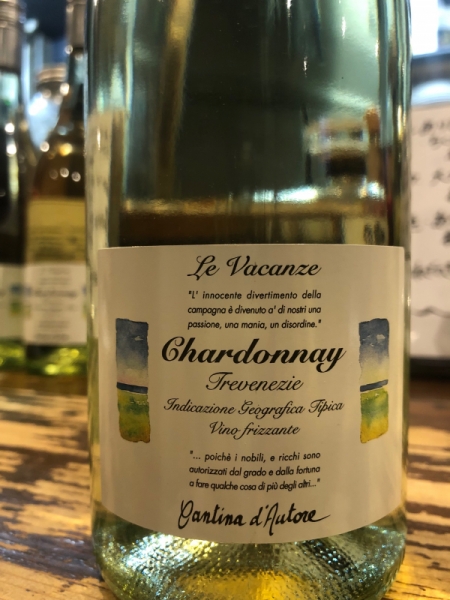 Le Vacanze
"L' innocente divertimento della
campagna è divenuto a' di nostri una
passione, una mania, un disordine."
Chardonnay
Trevenezie
Indicazione Geografica Tipica
Vino frizzante
"... poichè i nobili, e ricchi sono
autorizzati dal grado e dalla fortuna
a fare qualche cosa di più degli altri..."
Cantina d'Autore